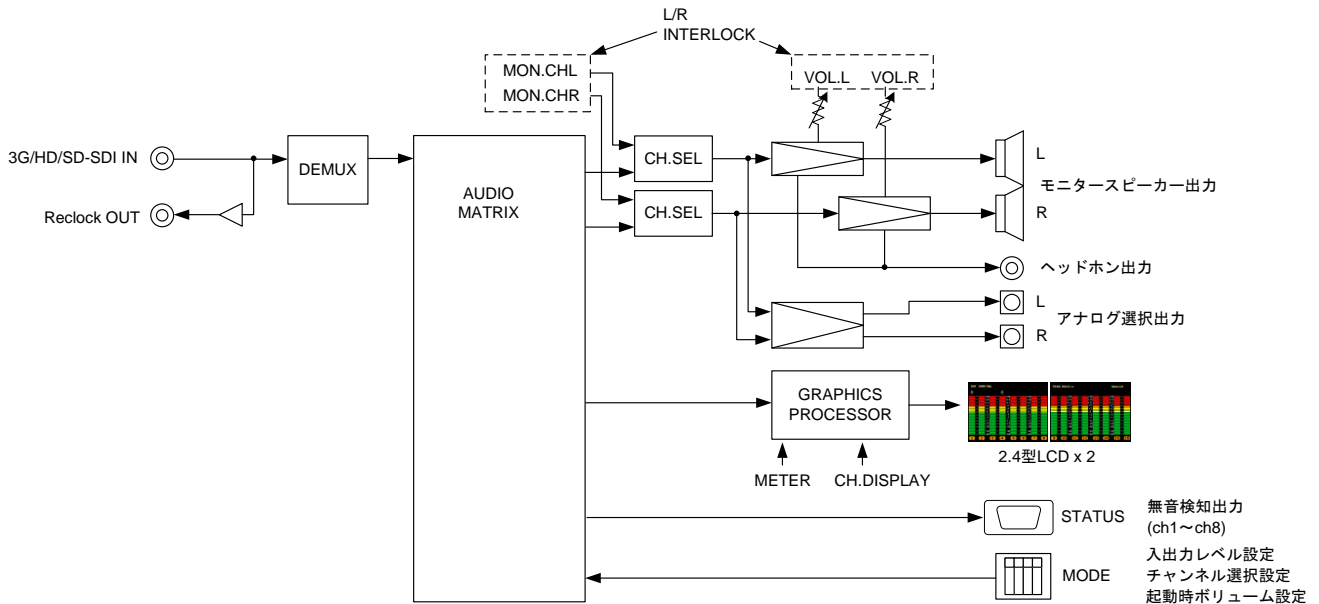 L/R
INTERLOCK
MON.CHL
MON.CHR
VOL.L
VOL.R
3G/HD/SD-SDI IN
Reclock OUT
DEMUX
AUDIO
MATRIX
CH.SEL
CH.SEL
L
モニタースピーカー出力
R
ヘッドホン出力
L
アナログ選択出力
R
GRAPHICS
PROCESSOR
2.4型LCD x 2
METER
CH.DISPLAY
STATUS
無音検知出力
(ch1～ch8)
MODE
入出力レベル設定
チャンネル選択設定
起動時ボリューム設定